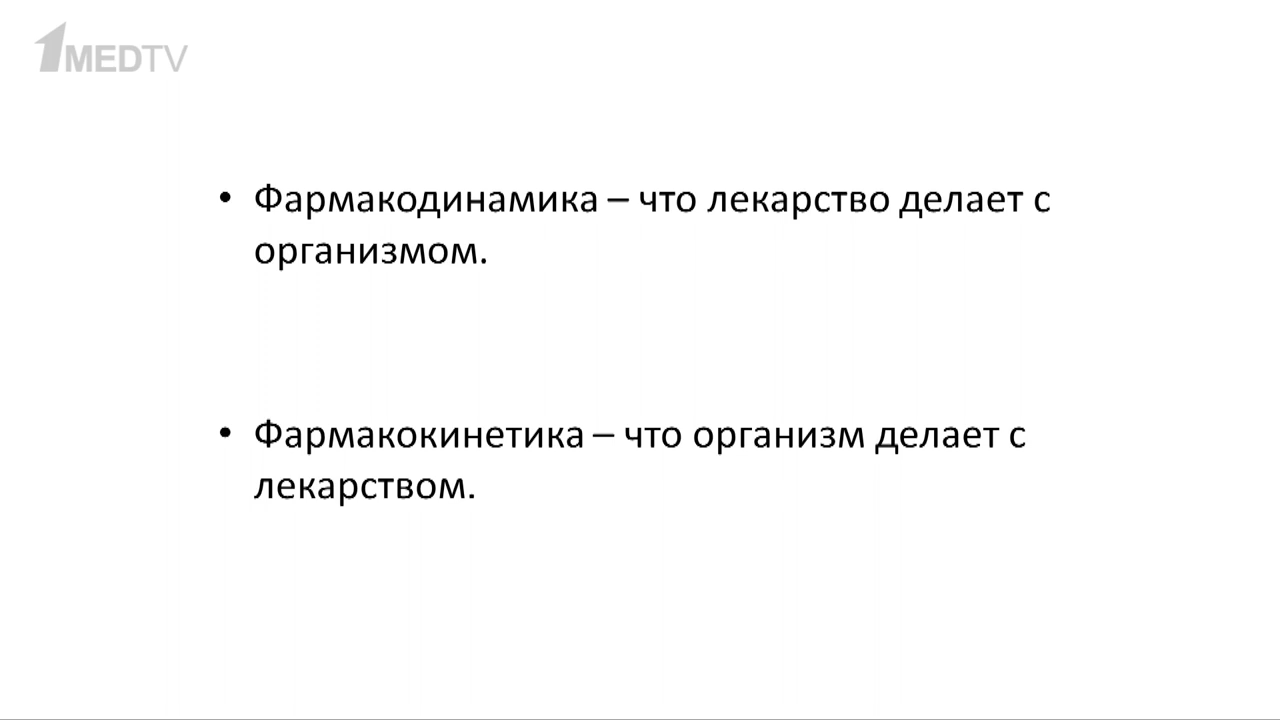 1MEDTV
• Фармакодинамика – что лекарство делает с
организмом.
• Фармакокинетика – что организм делает с
лекарством.